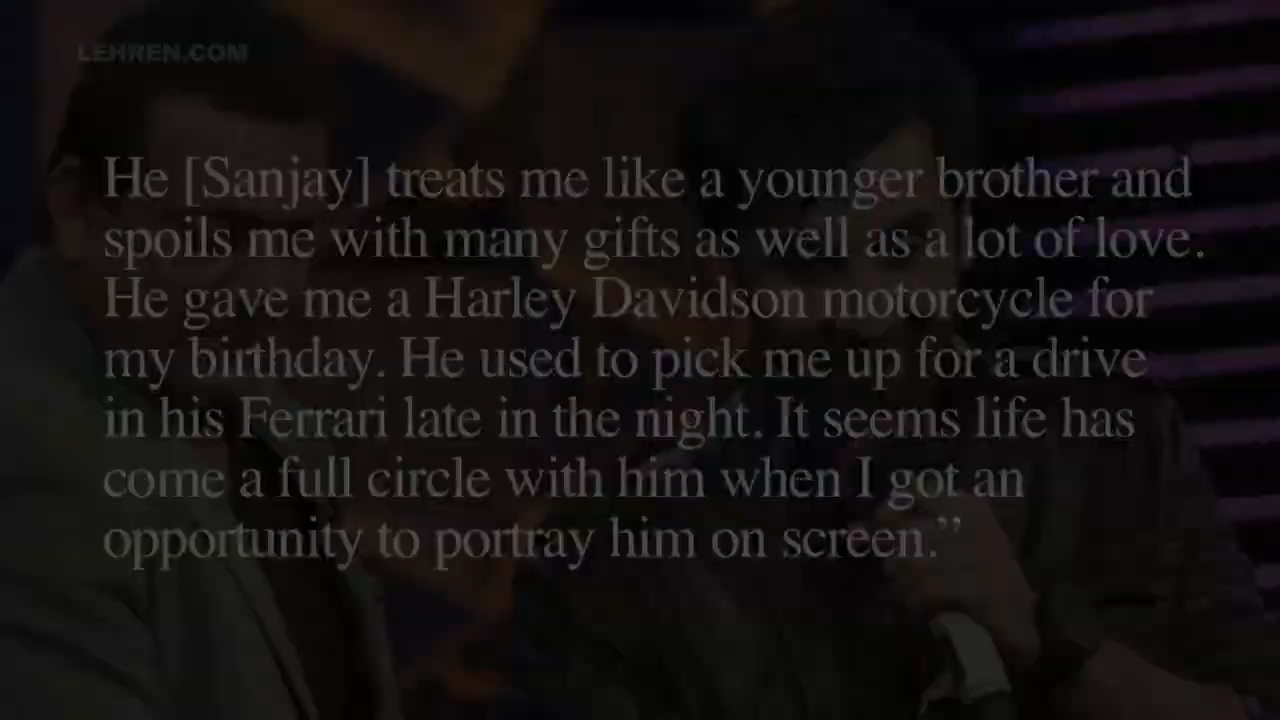 LEHREN.COM
He [Sanjay] treats me like a younger brother and
spoils me with many gifts as well as a lot of love.
He gave me a Harley Davidson motorcycle for
my birthday. He used to pick me up for a drive
in his Ferrari late in the night. It seems life has
come a full circle with him when I got an
opportunity to portray him on screen.”